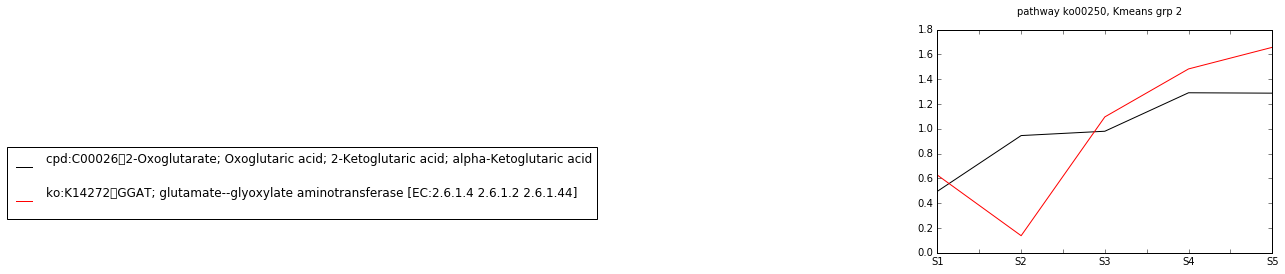 pathway ko00250, Kmeans grp 2
1.8
1.6
1.4
1.2
1.0
0.8
0.6
0.4
0.2
0.0
S1 S2 S3 S4 S5
cpd:C00026▯2-Oxoglutarate; Oxoglutaric acid; 2-Ketoglutaric acid; alpha-Ketoglutaric acid
ko:K14272▯GGAT; glutamate--glyoxylate aminotransferase [EC:2.6.1.4 2.6.1.2 2.6.1.44]